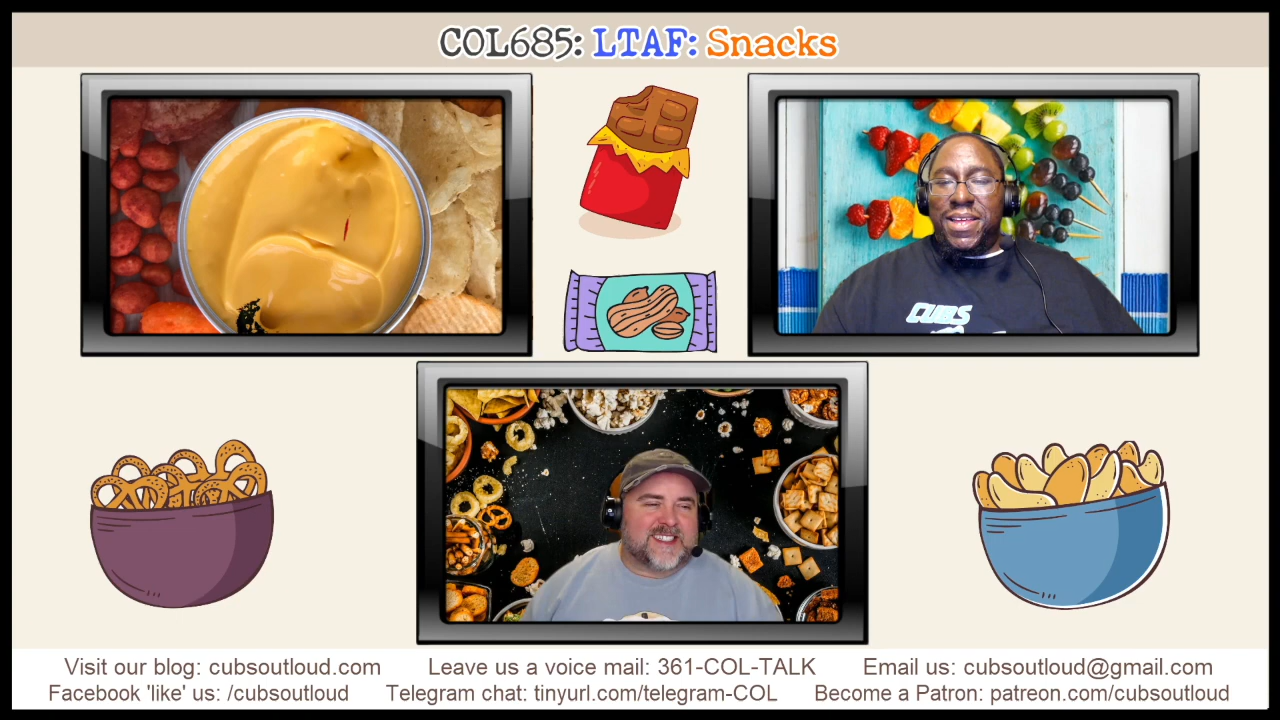 COL685: LTAF: Snacks
CUBS
Visit our blog: cubsoutloud.com Leave us a voice mail: 361-COL-TALK Email us: cubsoutloud@gmail.com
Facebook 'like' us: /cubsoutloud Telegram chat: tinyurl.com/telegram-COL Become a Patron: patreon.com/cubsoutloud